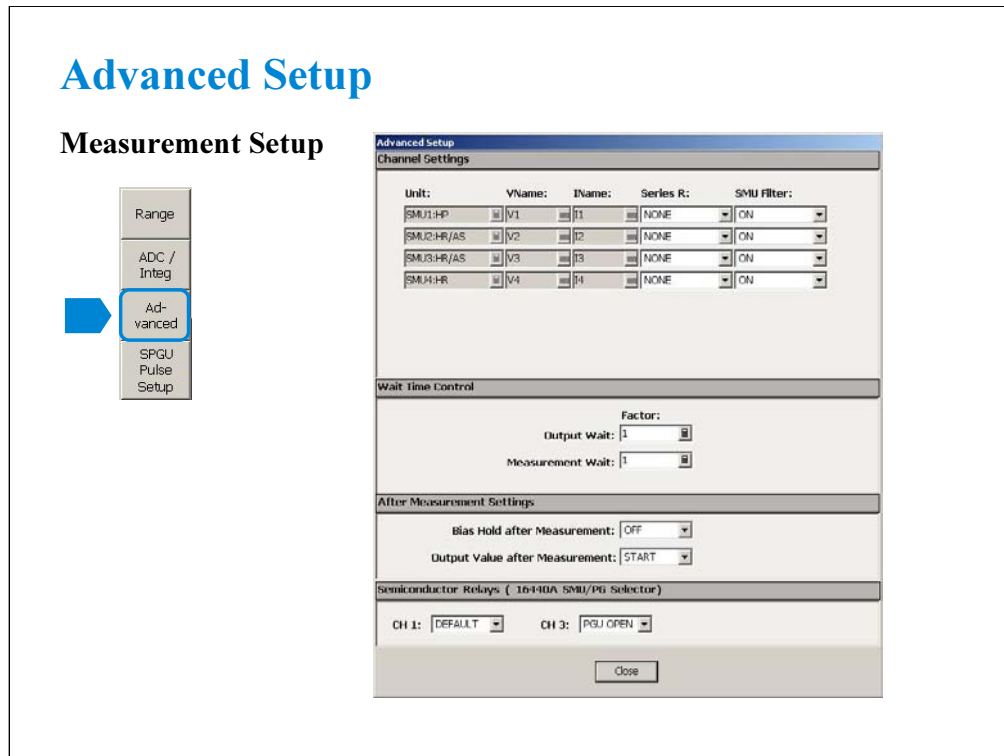 Advanced Setup
Measurement Setup
Range
ADC /
Integ
Ad-
vanced
SPGU
Pulse
Setup
Advanced Setup
Channel Settings
Unit: VName: IName: Series R: SMU Filter:
SMU1:HP V1 I1 NONE ON
SMU2:HR/AS V2 I2 NONE ON
SMU3:HR/AS V3 I3 NONE ON
SMU4:HR V4 I4 NONE ON
Wait Time Control
Factor:
Output Wait: 1
Measurement Wait: 1
After Measurement Settings
Bias Hold after Measurement: OFF
Output Value after Measurement: START
Semiconductor Relays ( 16440A SMU/PG Selector)
CH 1: DEFAULT CH 3: PGU OPEN
Close